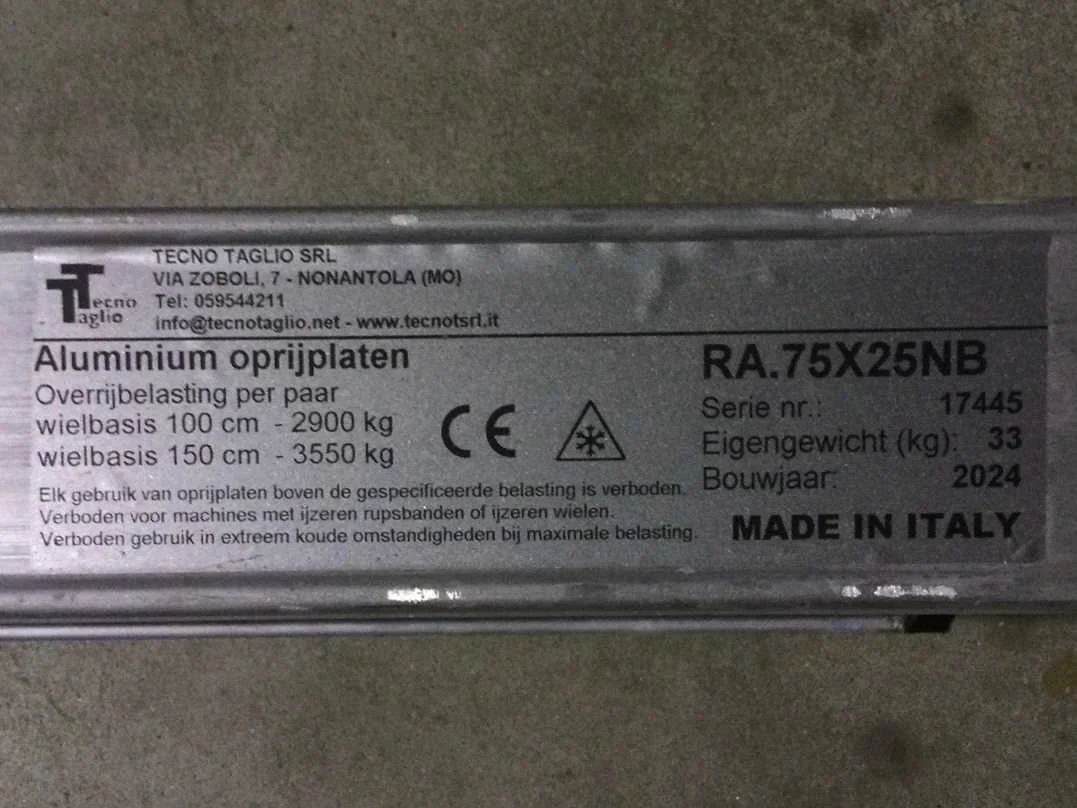 Tecno
Taglio
TECNO TAGLIO SRL
VIA ZOBOLI, 7 - NONANTOLA (MO)
Tel: 059544211
info@tecnotaglio.net - www.tecnotsrl.it
Aluminium oprijplaten
Overrijbelasting per paar
wielbasis 100 cm - 2900 kg
wielbasis 150 cm - 3550 kg
CE
Elk gebruik van oprijplaten boven de gespecificeerde belasting is verboden.
Verboden voor machines met ijzeren rupsbanden of ijzeren wielen.
Verboden gebruik in extreem koude omstandigheden bij maximale belasting.
RA.75X25NB
Serie nr.: 17445
Eigengewicht (kg): 33
Bouwjaar: 2024
MADE IN ITALY